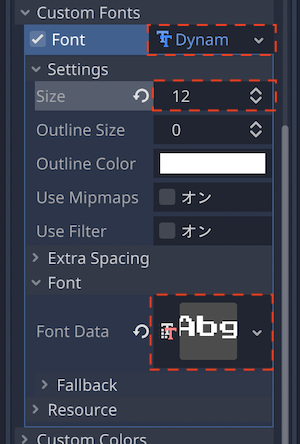 Custom Fonts
Font Dynam
Settings
Size 12
Outline Size 0
Outline Color
Use Mipmaps オン
Use Filter オン
Extra Spacing
Font
Font Data Abg
Fallback
Resource
Custom Colors